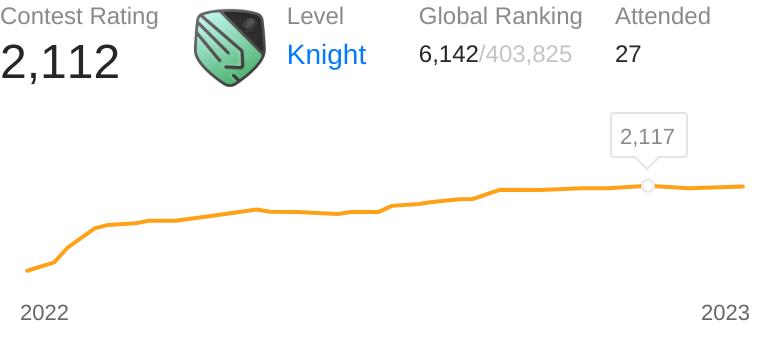 Contest Rating
2,112
Level
Knight
Global Ranking
6,142/403,825
Attended
27
2,117
2022
2023